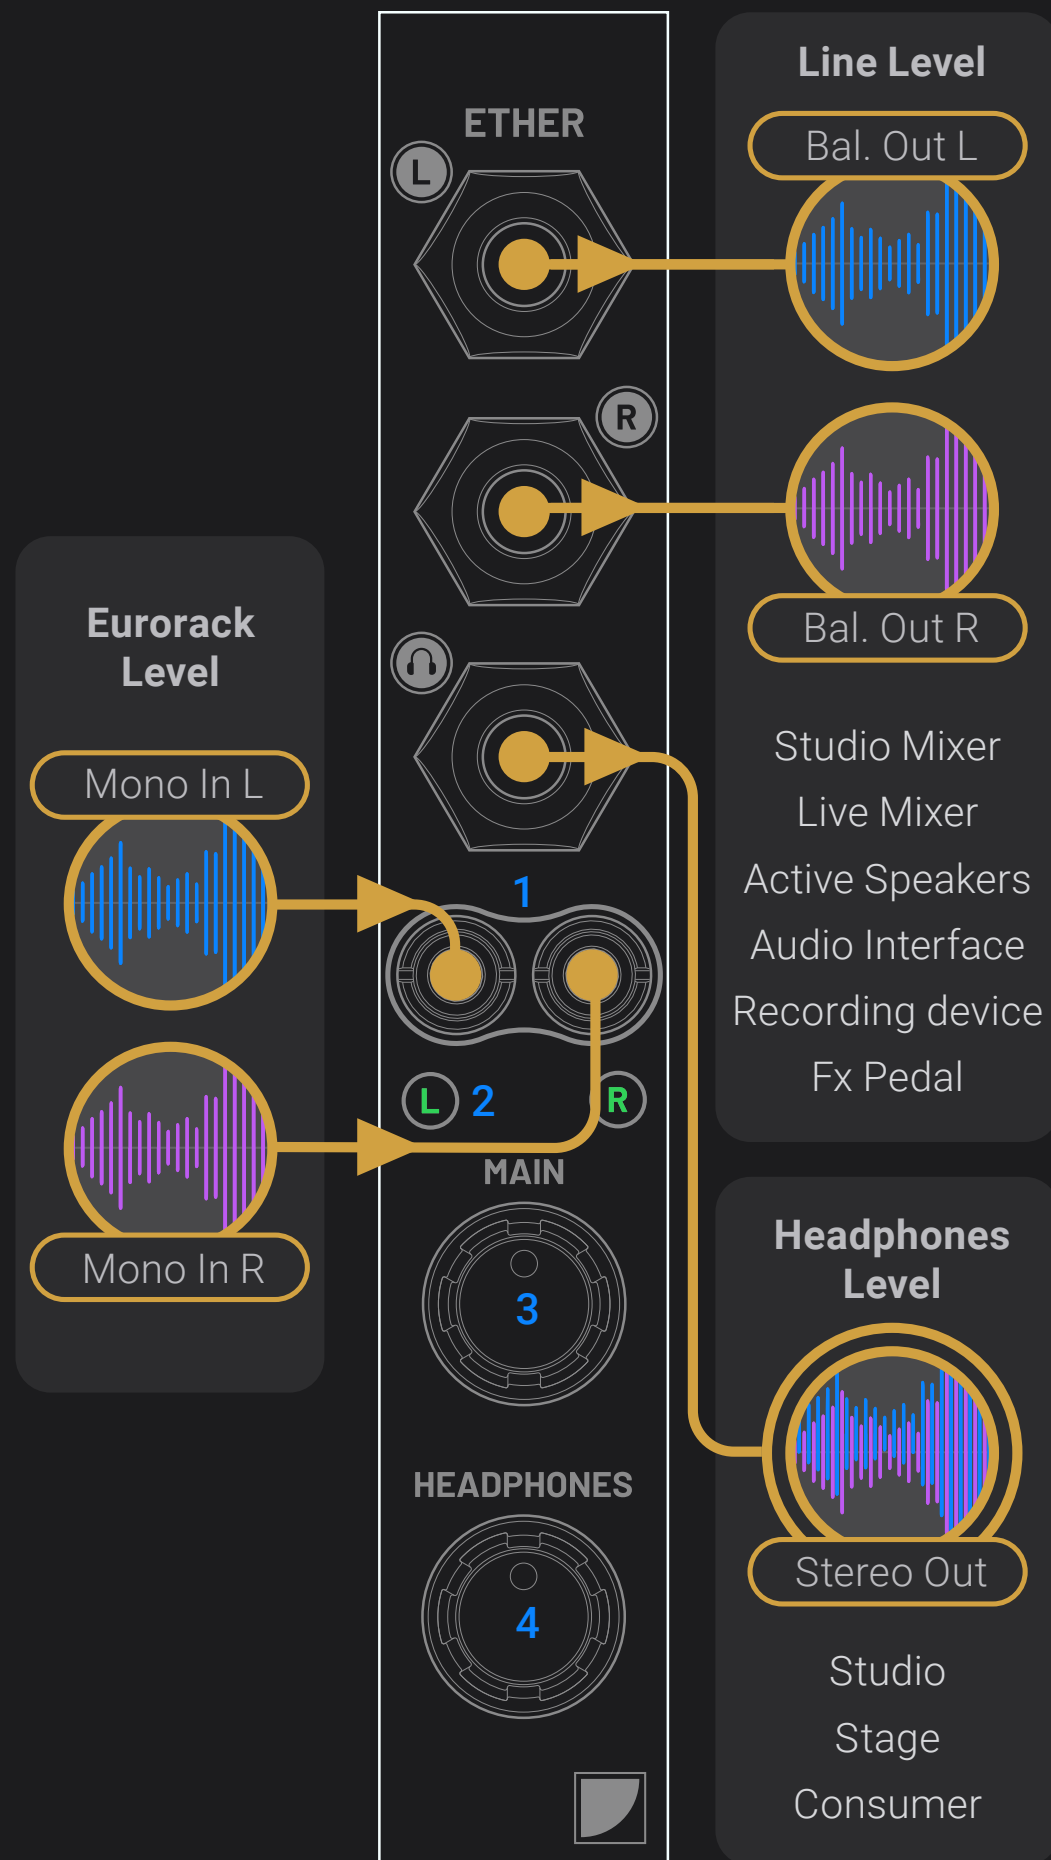 ETHER
L
R
1
L
2
R
MAIN
3
HEADPHONES
4
Eurorack
Level
Mono In L
Mono In R
Line Level
Bal. Out L
Bal. Out R
Studio Mixer
Live Mixer
Active Speakers
Audio Interface
Recording device
Fx Pedal
Headphones
Level
Stereo Out
Studio
Stage
Consumer